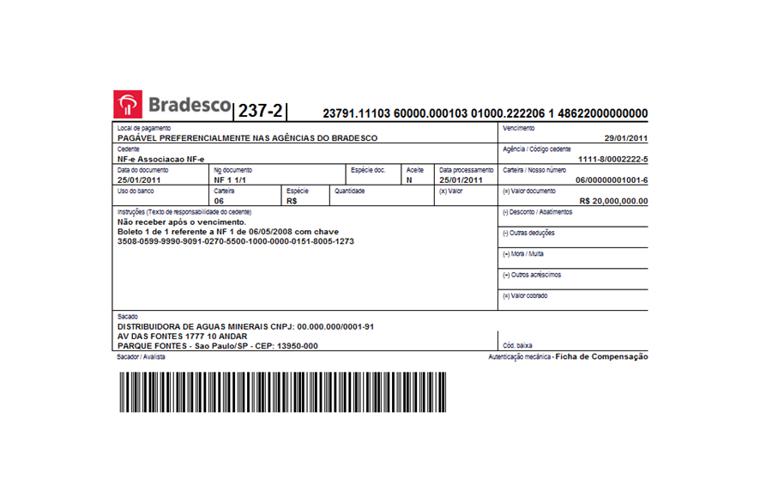 Bradesco 237-2 23791.11103 60000.000103 01000.222206 1 48622000000000
Local de pagamento Vencimento
PAGÁVEL PREFERENCIALMENTE NAS AGÊNCIAS DO BRADESCO 29/01/2011
Cedente Agência / Código cedente
NF-e Associacao NF-e 1111-8/0002222-5
Data do documento Nº documento Espécie doc. Aceite Data processamento Carteira / Nosso número
25/01/2011 NF 1 1/1 N 25/01/2011 06/00000001001-6
Uso do banco Carteira Espécie Quantidade (x) Valor (=) Valor documento
06 R$ R$ 20,000,000.00
Instruções (Texto de responsabilidade do cedente) (-) Desconto / Abatimentos
Não receber após o vencimento.
Boleto 1 de 1 referente a NF 1 de 06/05/2008 com chave (-) Outras deduções
3508-0599-9990-9091-0270-5500-1000-0000-0151-8005-1273
(+) Mora / Multa
(+) Outros acréscimos
(=) Valor cobrado
Sacado
DISTRIBUIDORA DE AGUAS MINERAIS CNPJ: 00.000.000/0001-91
AV DAS FONTES 1777 10 ANDAR
PARQUE FONTES - Sao Paulo/SP - CEP: 13950-000 Cód. baixa
Sacador / Avalista Autenticação mecânica - Ficha de Compensação